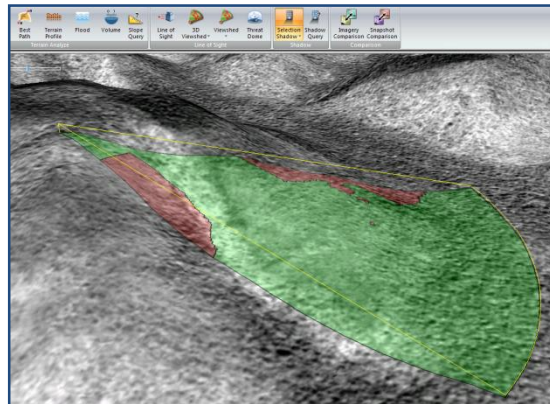 Best Path
Terrain Profile
Flood
Volume
Slope Query
Line of Sight
3D Viewshed
Viewshed
Threat Dome
Selection Shadow
Shadow Query
Imagery Comparison
Snapshot Comparison
Terrain Analyst
Line of Sight
Shadow
Comparison